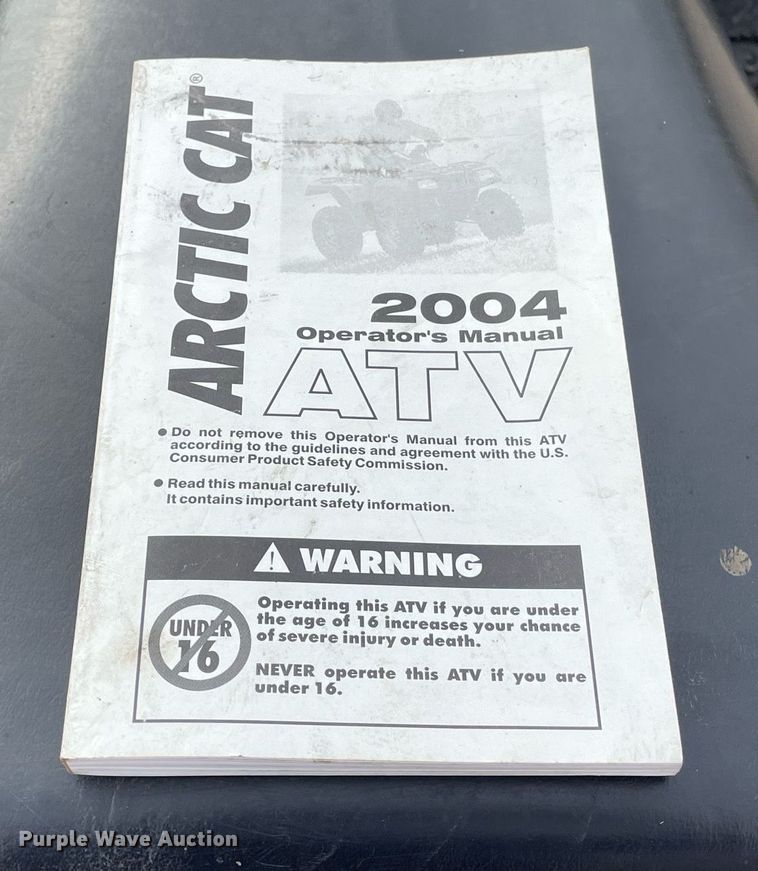 ARCTIC CAT®
2004
Operator's Manual
ATV
● Do not remove this Operator's Manual from this ATV
according to the guidelines and agreement with the U.S.
Consumer Product Safety Commission.
● Read this manual carefully.
It contains important safety information.
WARNING
UNDER
16
Operating this ATV if you are under
the age of 16 increases your chance
of severe injury or death.
NEVER operate this ATV if you are
under 16.
Purple Wave Auction